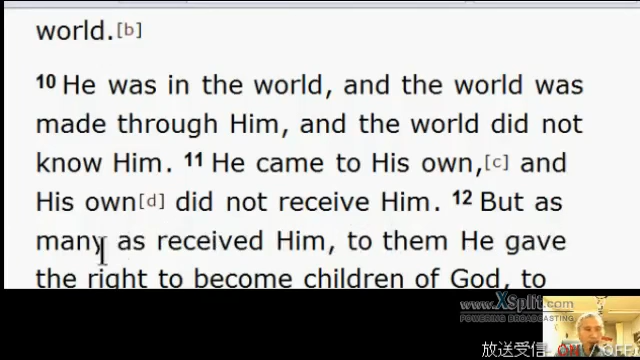 world.[b]
10 He was in the world, and the world was
made through Him, and the world did not
know Him. 11 He came to His own,[c] and
His own[d] did not receive Him. 12 But as
many as received Him, to them He gave
the right to become children of God, to
www.XSplit.com
POWERING BROADCASTING
放送受信